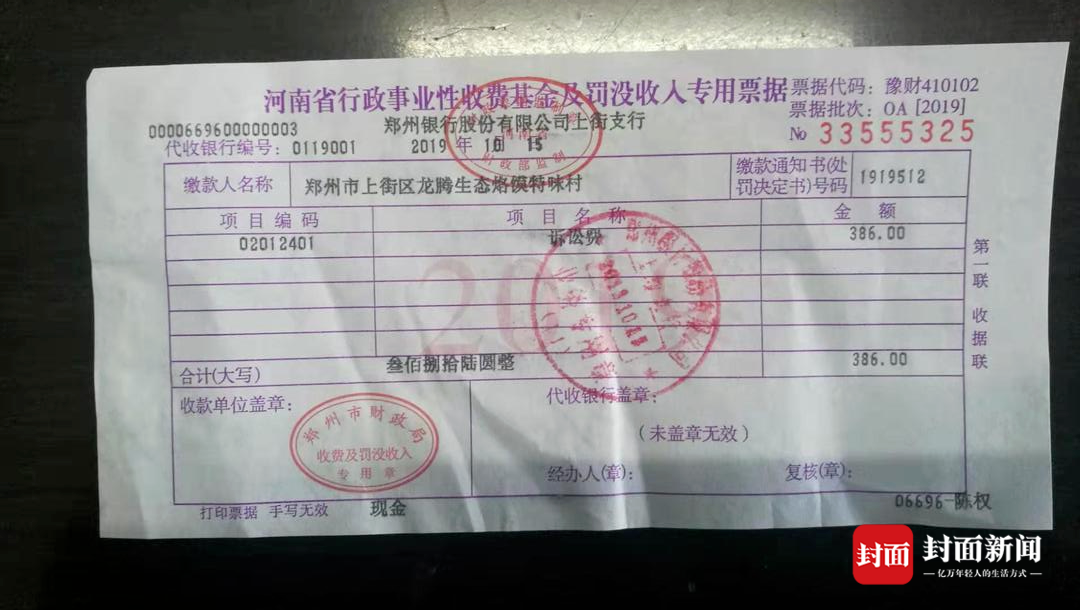 河南省行政事业性收费基金及罚没收入专用票据
票据代码：豫财410102
票据批次：OA [2019]
№ 33555325
0000669600000003
郑州银行股份有限公司上街支行
代收银行编号：0119001 2019 年 10 月 15
财政部监制
缴款人名称 郑州市上街区龙腾生态烙馍特味村 缴款通知书(处罚决定书)号码 1919512
项目编码 项目名称 金额
02012401 诉讼费 386.00
合计(大写) 叁佰捌拾陆圆整 386.00
第一联 收据联
收款单位盖章：
郑州市财政局
收费及罚没收入
专用章
代收银行盖章：
(未盖章无效)
经办人(章)： 复核(章)：
打印票据 手写无效 现金
06696-陈权
封面
封面新闻
亿万年轻人的生活方式